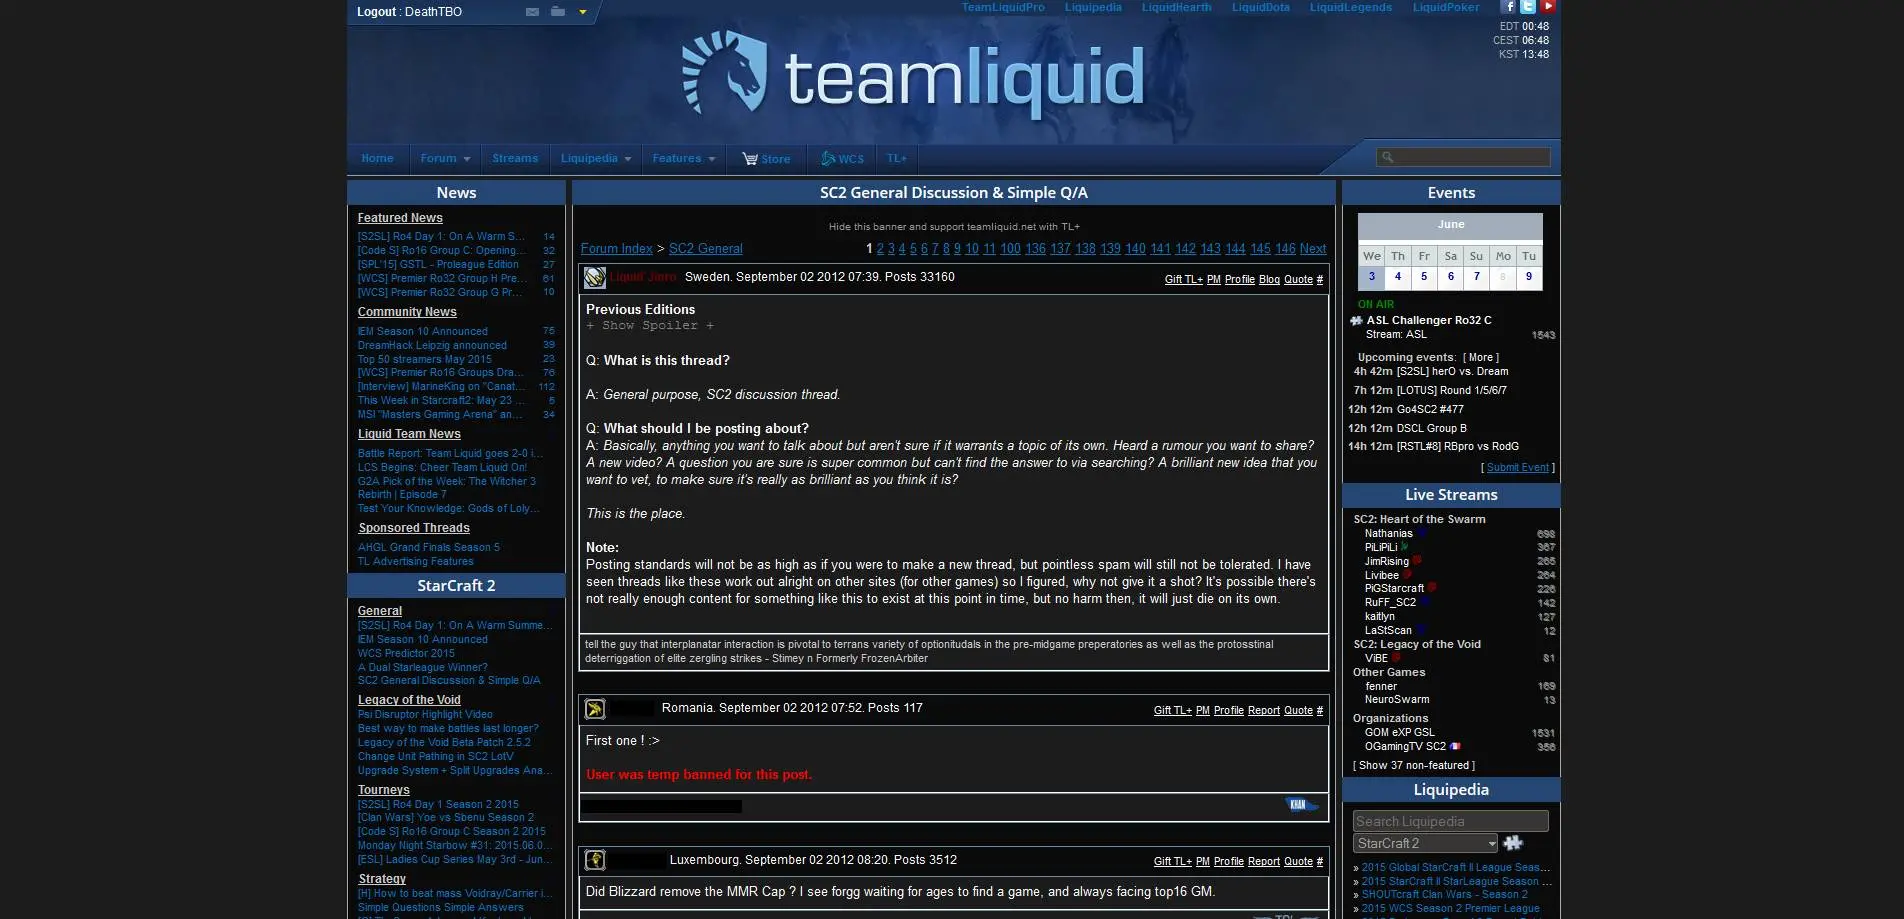 Logout : DeathTBO
TeamLiquidPro Liquipedia LiquidHearth LiquidDota LiquidLegends LiquidPoker
EDT 00:48
CEST 06:48
KST 13:48
teamliquid
Home Forum Streams Liquipedia Features Store WCS TL+
News
Featured News
[S2SL] Ro4 Day 1: On A Warm S... 14
[Code S] Ro16 Group C: Opening... 32
[SPL'15] GSTL - Proleague Edition 27
[WCS] Premier Ro32 Group H Pre... 61
[WCS] Premier Ro32 Group G Pr... 10
Community News
IEM Season 10 Announced 75
DreamHack Leipzig announced 39
Top 50 streamers May 2015 23
[WCS] Premier Ro16 Groups Dra... 76
[Interview] MarineKing on "Canat... 112
This Week in Starcraft2: May 23 ... 5
MSI "Masters Gaming Arena" an... 34
Liquid Team News
Battle Report: Team Liquid goes 2-0 i...
LCS Begins: Cheer Team Liquid On!
G2A Pick of the Week: The Witcher 3
Rebirth | Episode 7
Test Your Knowledge: Gods of Loly...
Sponsored Threads
AHGL Grand Finals Season 5
TL Advertising Features
StarCraft 2
General
[S2SL] Ro4 Day 1: On A Warm Summe...
IEM Season 10 Announced
WCS Predictor 2015
A Dual Starleague Winner?
SC2 General Discussion & Simple Q/A
Legacy of the Void
Psi Disruptor Highlight Video
Best way to make battles last longer?
Legacy of the Void Beta Patch 2.5.2
Change Unit Pathing in SC2 LotV
Upgrade System + Split Upgrades Ana...
Tourneys
[S2SL] Ro4 Day 1 Season 2 2015
[Clan Wars] Yoe vs Sbenu Season 2
[Code S] Ro16 Group C Season 2 2015
Monday Night Starbow #31: 2015.06.0...
[ESL] Ladies Cup Series May 3rd - Jun...
Strategy
[H] How to beat mass Voidray/Carrier i...
Simple Questions Simple Answers
SC2 General Discussion & Simple Q/A
Hide this banner and support teamliquid.net with TL+
Forum Index > SC2 General 1 2 3 4 5 6 7 8 9 10 11 100 136 137 138 139 140 141 142 143 144 145 146 Next
Liquid`Jinro Sweden. September 02 2012 07:39. Posts 33160 Gift TL+ PM Profile Blog Quote #
Previous Editions
+ Show Spoiler +
Q: What is this thread?
A: General purpose, SC2 discussion thread.
Q: What should I be posting about?
A: Basically, anything you want to talk about but aren't sure if it warrants a topic of its own. Heard a rumour you want to share?
A new video? A question you are sure is super common but can't find the answer to via searching? A brilliant new idea that you
want to vet, to make sure it's really as brilliant as you think it is?
This is the place.
Note:
Posting standards will not be as high as if you were to make a new thread, but pointless spam will still not be tolerated. I have
seen threads like these work out alright on other sites (for other games) so I figured, why not give it a shot? It's possible there's
not really enough content for something like this to exist at this point in time, but no harm then, it will just die on its own.
tell the guy that interplanatar interaction is pivotal to terrans variety of optionitudals in the pre-midgame preperatories as well as the protosstinal
deterriggation of elite zergling strikes - Stimey n Formerly FrozenArbiter
Romania. September 02 2012 07:52. Posts 117 Gift TL+ PM Profile Report Quote #
First one ! :>
User was temp banned for this post.
KHAN
Luxembourg. September 02 2012 08:20. Posts 3512 Gift TL+ PM Profile Report Quote #
Did Blizzard remove the MMR Cap ? I see forgg waiting for ages to find a game, and always facing top16 GM.
Events
June
We Th Fr Sa Su Mo Tu
3 4 5 6 7 8 9
ON AIR
ASL Challenger Ro32 C
Stream: ASL 1543
Upcoming events: [ More ]
4h 42m [S2SL] herO vs. Dream
7h 12m [LOTUS] Round 1/5/6/7
12h 12m Go4SC2 #477
12h 12m DSCL Group B
14h 12m [RSTL#8] RBpro vs RodG
[ Submit Event ]
Live Streams
SC2: Heart of the Swarm
Nathanias 698
PiLiPiLi 367
JimRising 265
Livibee 264
PiGStarcraft 226
RuFF_SC2 142
kaitlyn 127
LaStScan 12
SC2: Legacy of the Void
ViBE 81
Other Games
fenner 169
NeuroSwarm 13
Organizations
GOM eXP GSL 1531
OGamingTV SC2 356
[ Show 37 non-featured ]
Liquipedia
Search Liquipedia
StarCraft 2
» 2015 Global StarCraft II League Seas...
» 2015 StarCraft II StarLeague Season ...
» SHOUTcraft Clan Wars - Season 2
» 2015 WCS Season 2 Premier League